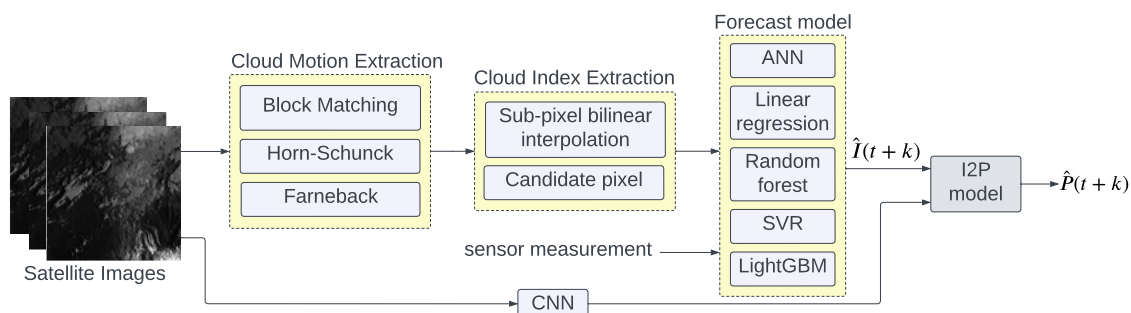 Forecast model
Cloud Motion Extraction
Cloud Index Extraction
ANN
Block Matching
Linear
regression
Sub-pixel bilinear
interpolation
Horn-Schunck
Random
forest
Î(t + k)
I2P
model
P̂(t + k)
Candidate pixel
Farneback
SVR
sensor measurement
LightGBM
Satellite Images
CNN